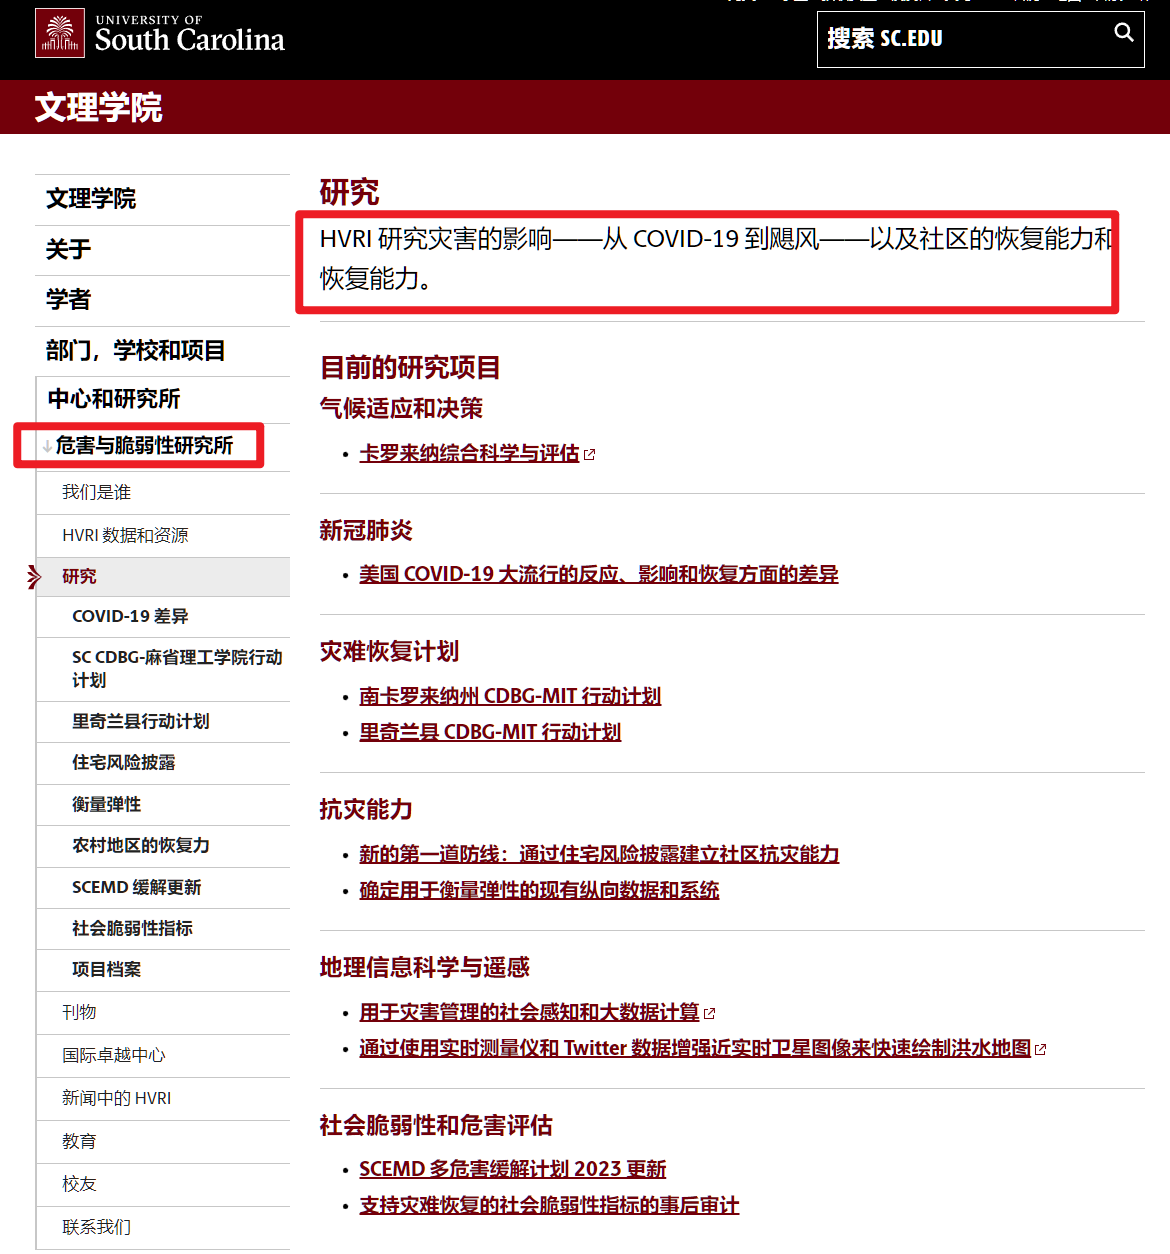 UNIVERSITY OF
South Carolina
搜索 SC.EDU
文理学院
文理学院
关于
学者
部门，学校和项目
中心和研究所
危害与脆弱性研究所
我们是谁
HVRI 数据和资源
研究
COVID-19 差异
SC CDBG-麻省理工学院行动
计划
里奇兰县行动计划
住宅风险披露
衡量弹性
农村地区的恢复力
SCEMD 缓解更新
社会脆弱性指标
项目档案
刊物
国际卓越中心
新闻中的 HVRI
教育
校友
联系我们
研究
HVRI 研究灾害的影响——从 COVID-19 到飓风——以及社区的恢复能力和
恢复能力。
目前的研究项目
气候适应和决策
• 卡罗来纳综合科学与评估
新冠肺炎
• 美国 COVID-19 大流行的反应、影响和恢复方面的差异
灾难恢复计划
• 南卡罗来纳州 CDBG-MIT 行动计划
• 里奇兰县 CDBG-MIT 行动计划
抗灾能力
• 新的第一道防线：通过住宅风险披露建立社区抗灾能力
• 确定用于衡量弹性的现有纵向数据和系统
地理信息科学与遥感
• 用于灾害管理的社会感知和大数据计算
• 通过使用实时测量仪和 Twitter 数据增强近实时卫星图像来快速绘制洪水地图
社会脆弱性和危害评估
• SCEMD 多危害缓解计划 2023 更新
• 支持灾难恢复的社会脆弱性指标的事后审计